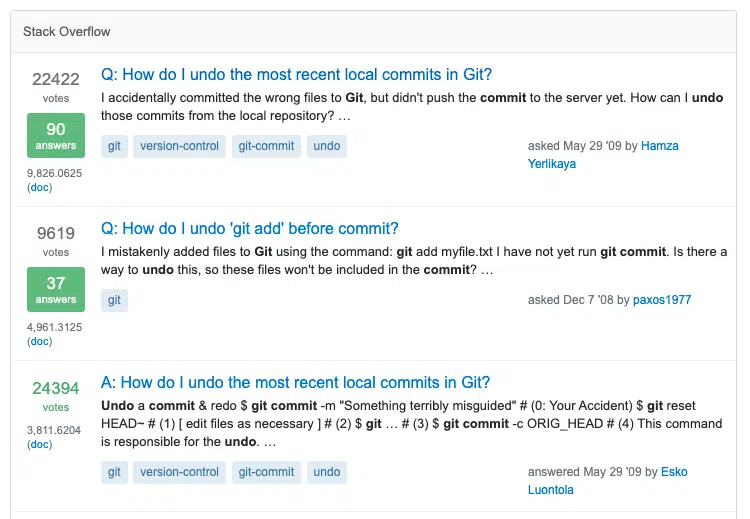 Stack Overflow
22422
votes
90
answers
9,826.0625
(doc)
Q: How do I undo the most recent local commits in Git?
I accidentally committed the wrong files to Git, but didn't push the commit to the server yet. How can I undo
those commits from the local repository? …
git version-control git-commit undo
asked May 29 '09 by Hamza
Yerlikaya
9619
votes
37
answers
4,961.3125
(doc)
Q: How do I undo 'git add' before commit?
I mistakenly added files to Git using the command: git add myfile.txt I have not yet run git commit. Is there a
way to undo this, so these files won't be included in the commit? …
git
asked Dec 7 '08 by paxos1977
24394
votes
3,811.6204
(doc)
A: How do I undo the most recent local commits in Git?
Undo a commit & redo $ git commit -m "Something terribly misguided" # (0: Your Accident) $ git reset
HEAD~ # (1) [ edit files as necessary ] # (2) $ git … # (3) $ git commit -c ORIG_HEAD # (4) This command
is responsible for the undo. …
git version-control git-commit undo
answered May 29 '09 by Esko
Luontola